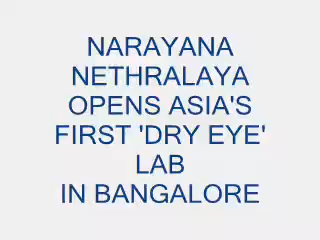 NARAYANA
NETHRALAYA
OPENS ASIA'S
FIRST 'DRY EYE'
LAB
IN BANGALORE